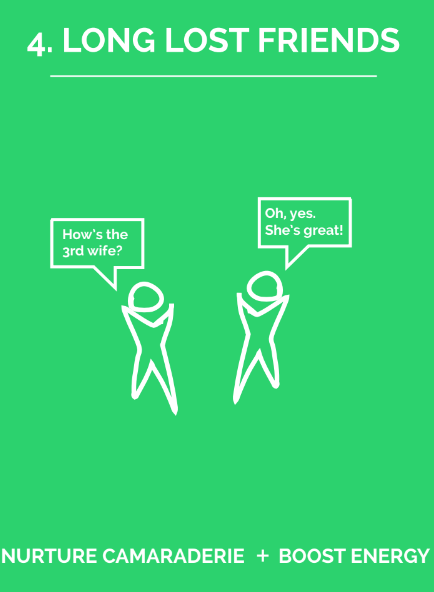 4. LONG LOST FRIENDS
How's the
3rd wife?
Oh, yes.
She's great!
NURTURE CAMARADERIE + BOOST ENERGY